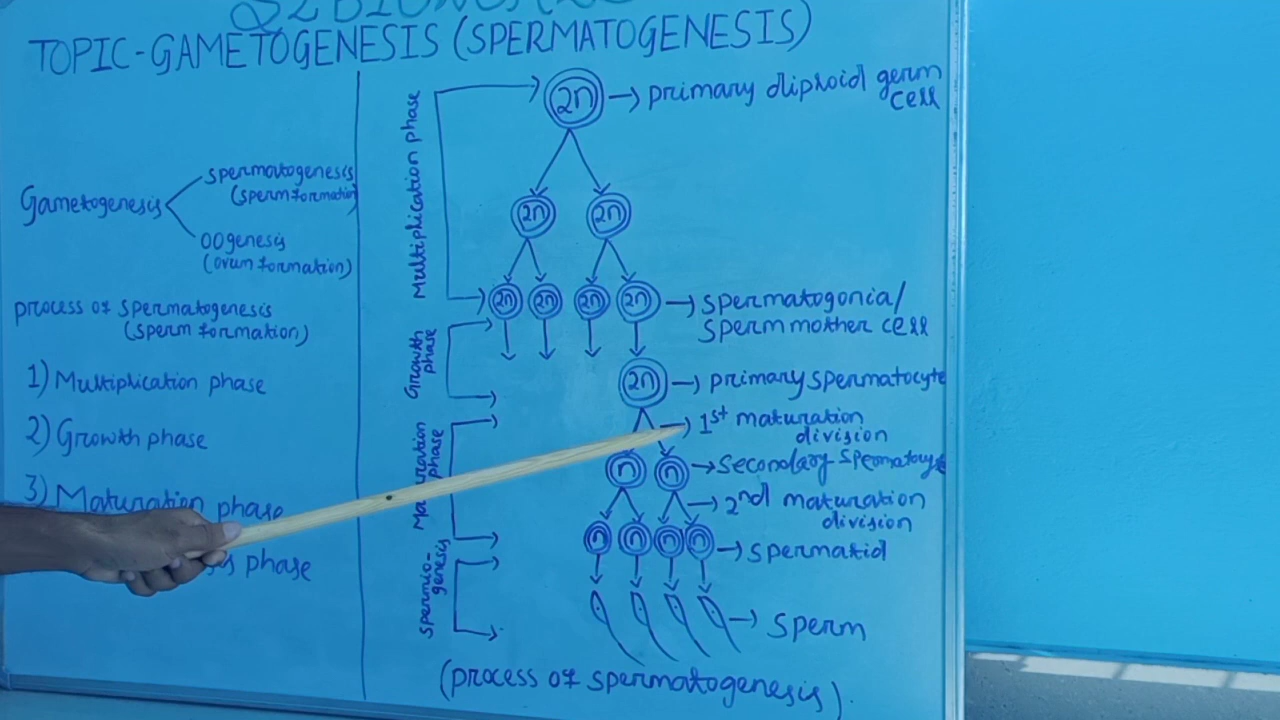 TOPIC-GAMETOGENESIS (SPERMATOGENESIS)
Gametogenesis
spermatogenesis
(sperm formation
oogenesis
(ovum formation)
process of spermatogenesis
(sperm formation)
1) Multiplication phase
2) Growth phase
3) Maturation phase
phase
Multiplication phase
Growth phase
Maturation phase
spermio-
genesis
2n
primary diploid germ
cell
2n 2n
2n 2n 2n 2n
spermatogonia/
sperm mother cell
2n
primary spermatocyte
1st maturation
division
n n
secondary spermatocyte
2nd maturation
division
n n n n
spermatid
sperm
(process of spermatogenesis).